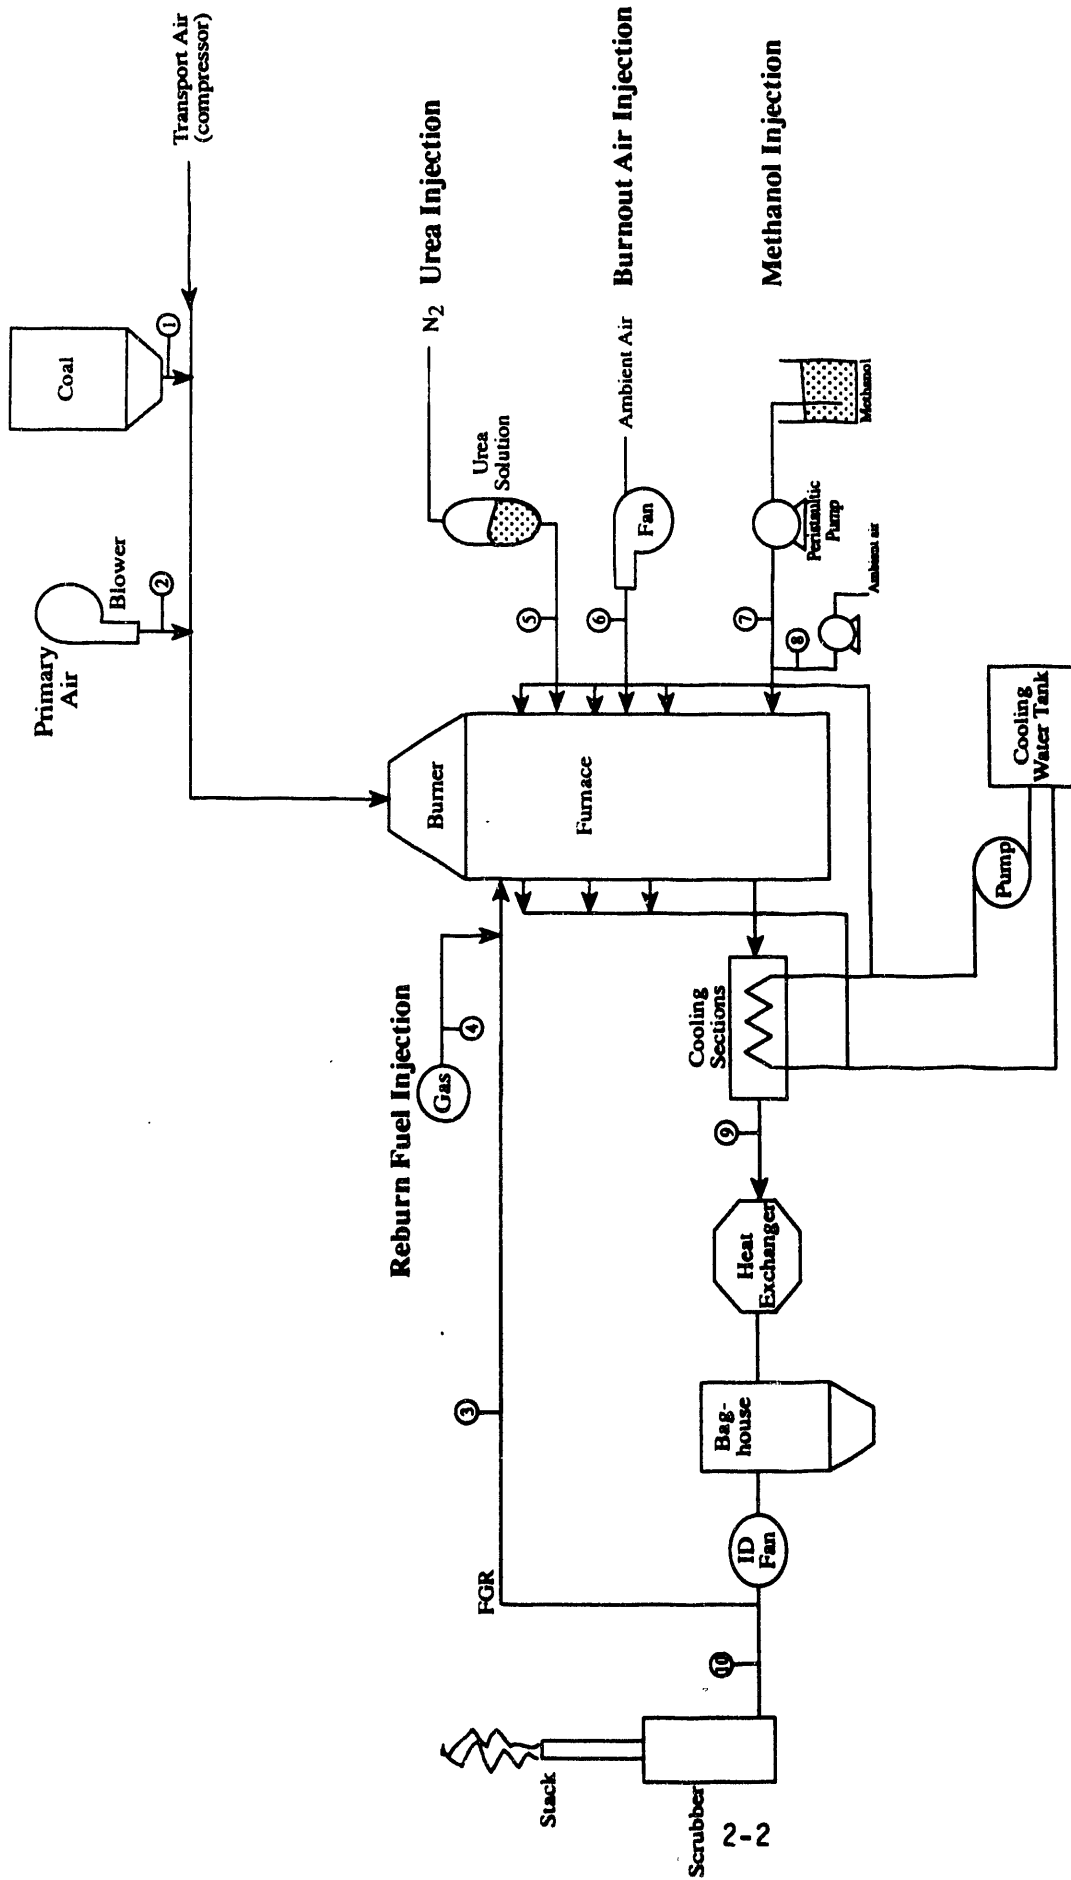 Transport Air
(compressor)
Coal
1
Primary
Air
Blower
2
N2
Urea Injection
Urea
Solution
5
Ambient Air
Burnout Air Injection
Fan
6
Methanol Injection
Methanol
Peristaultic
Pump
7
8
Ambient air
Burner
Furnace
Reburn Fuel Injection
Gas
4
3
FGR
Cooling
Sections
Pump
Cooling
Water Tank
9
Heat
Exchanger
Bag-
house
ID
Fan
10
Stack
Scrubber
2-2